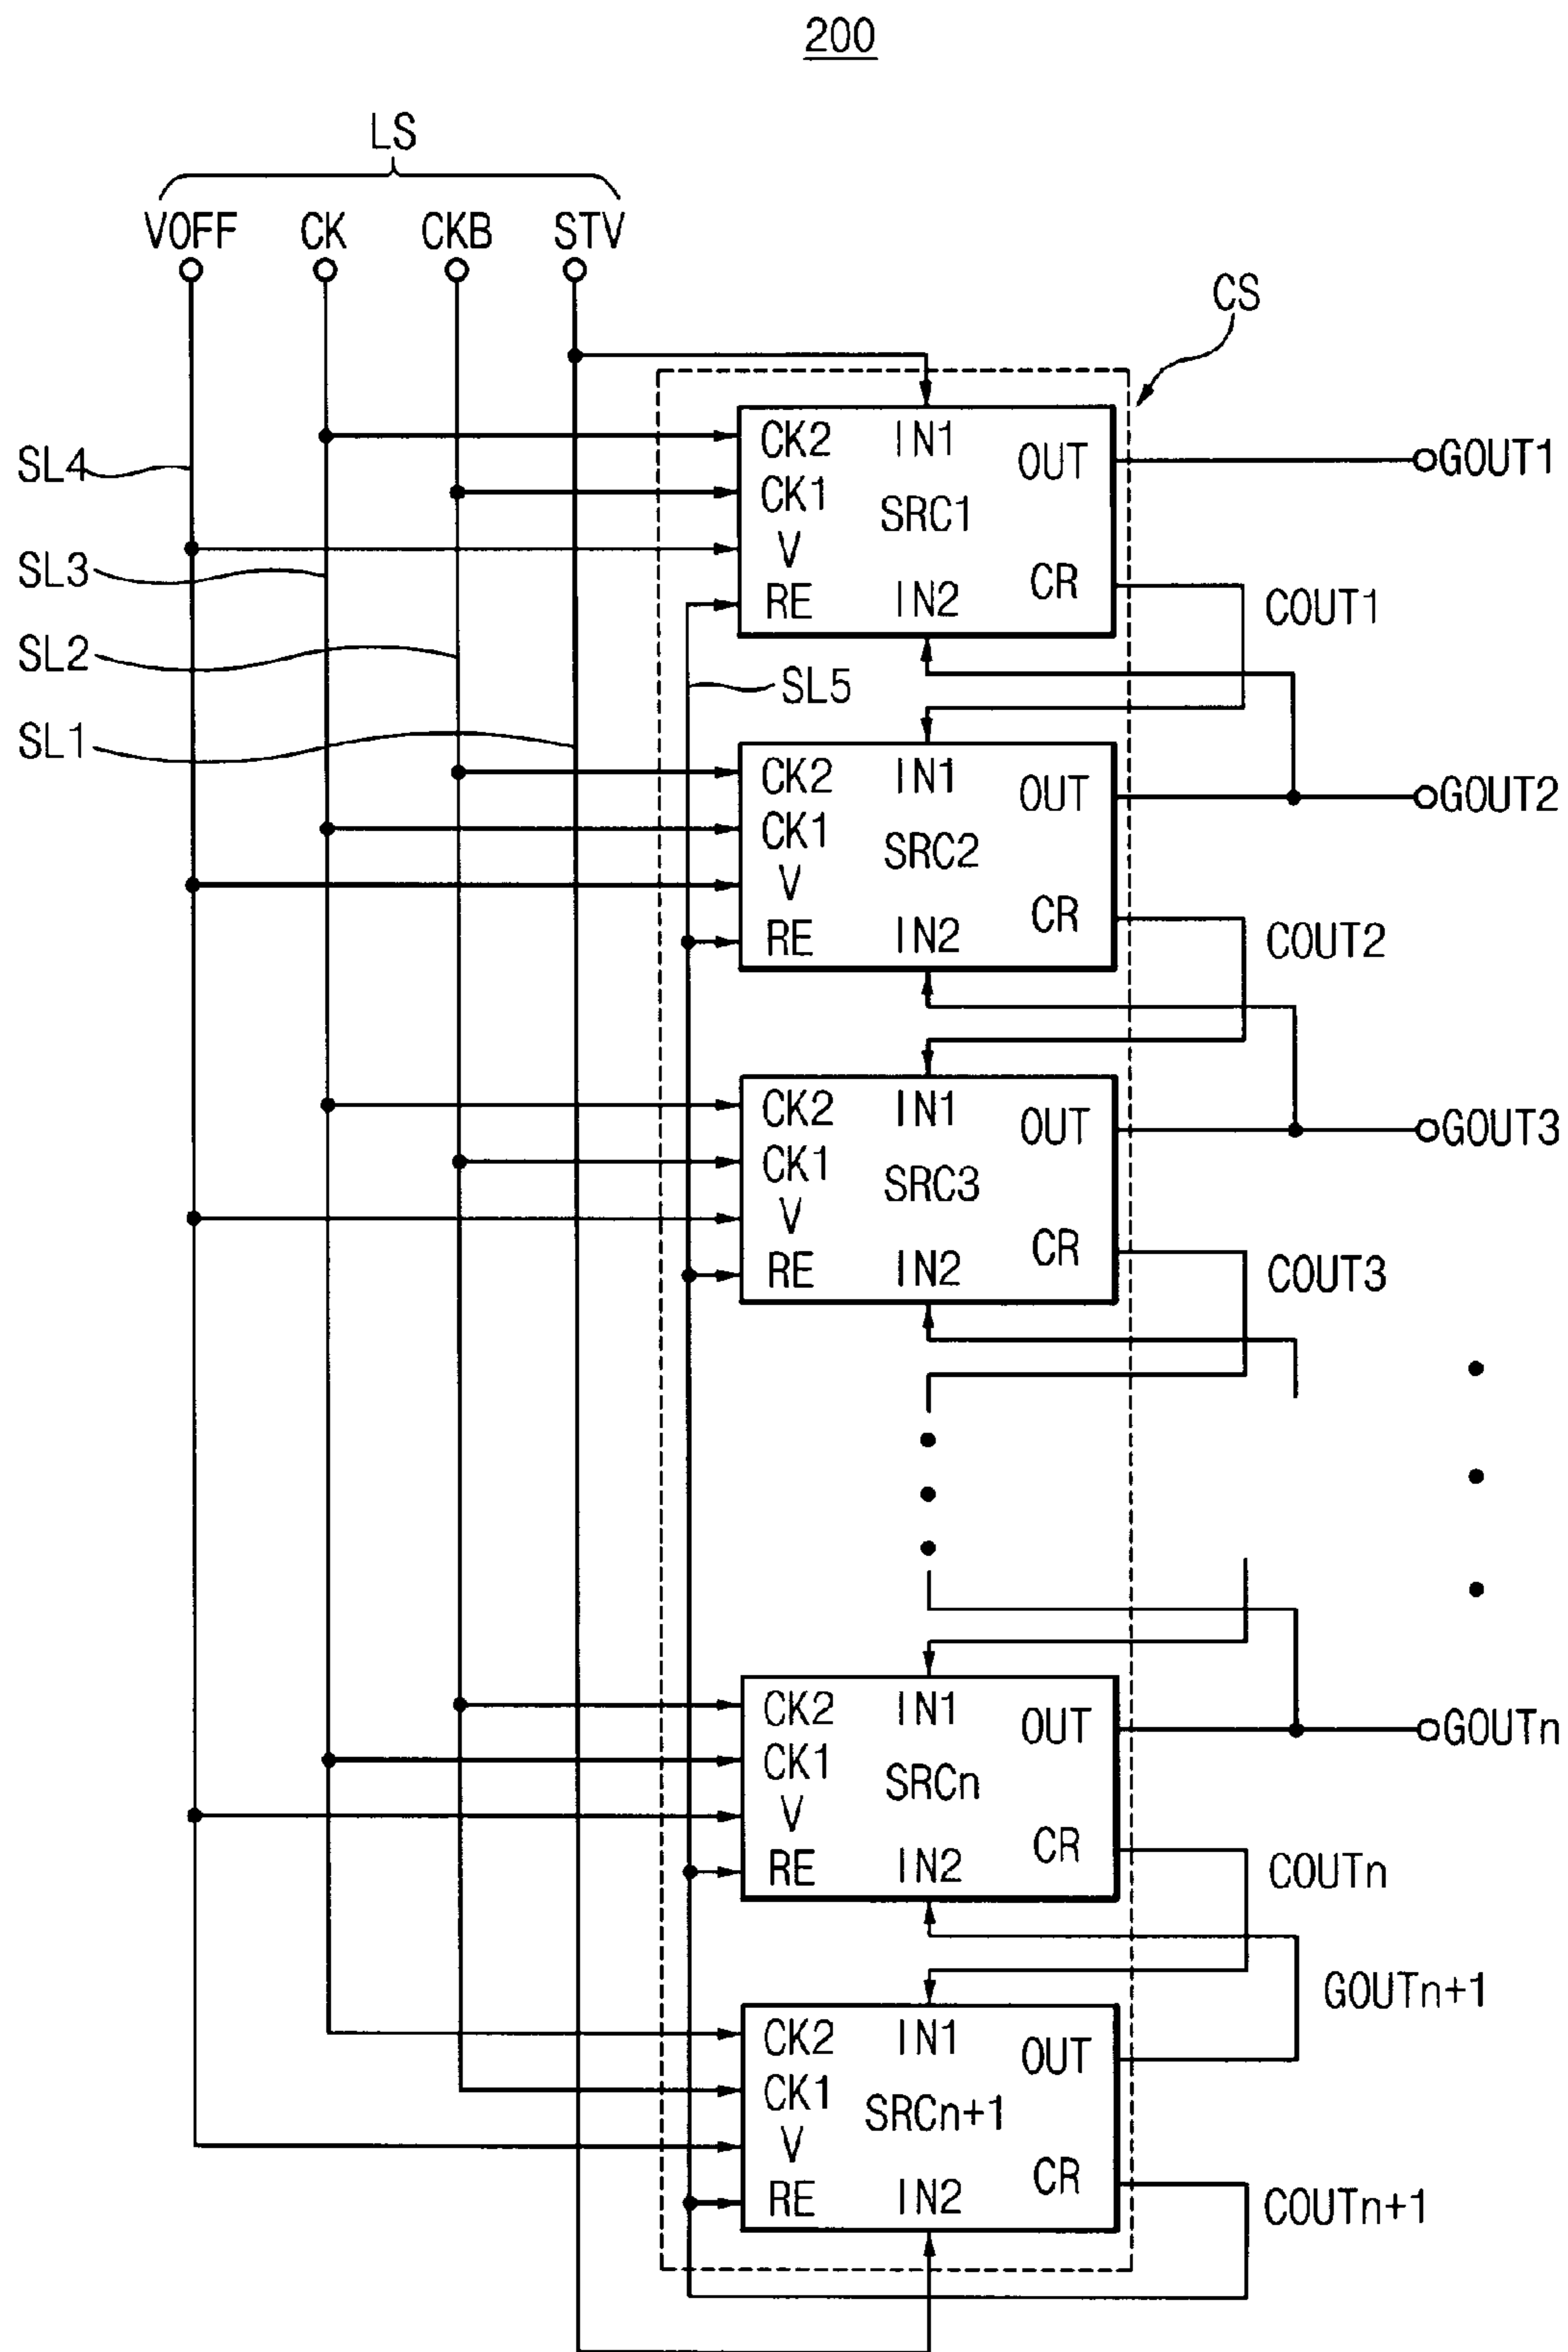 200
LS
VOFF CK CKB STV
CS
CK2 IN1 OUT GOUT1
SL4
CK1 SRC1
V
SL3
RE IN2 CR COUT1
SL2
SL5
SL1
CK2 IN1 OUT GOUT2
CK1 SRC2
V
RE IN2 CR COUT2
CK2 IN1 OUT GOUT3
CK1 SRC3
V
RE IN2 CR COUT3
CK2 IN1 OUT GOUTn
CK1 SRCn
V
RE IN2 CR COUTn
GOUTn+1
CK2 IN1 OUT
CK1 SRCn+1
V
RE IN2 CR COUTn+1